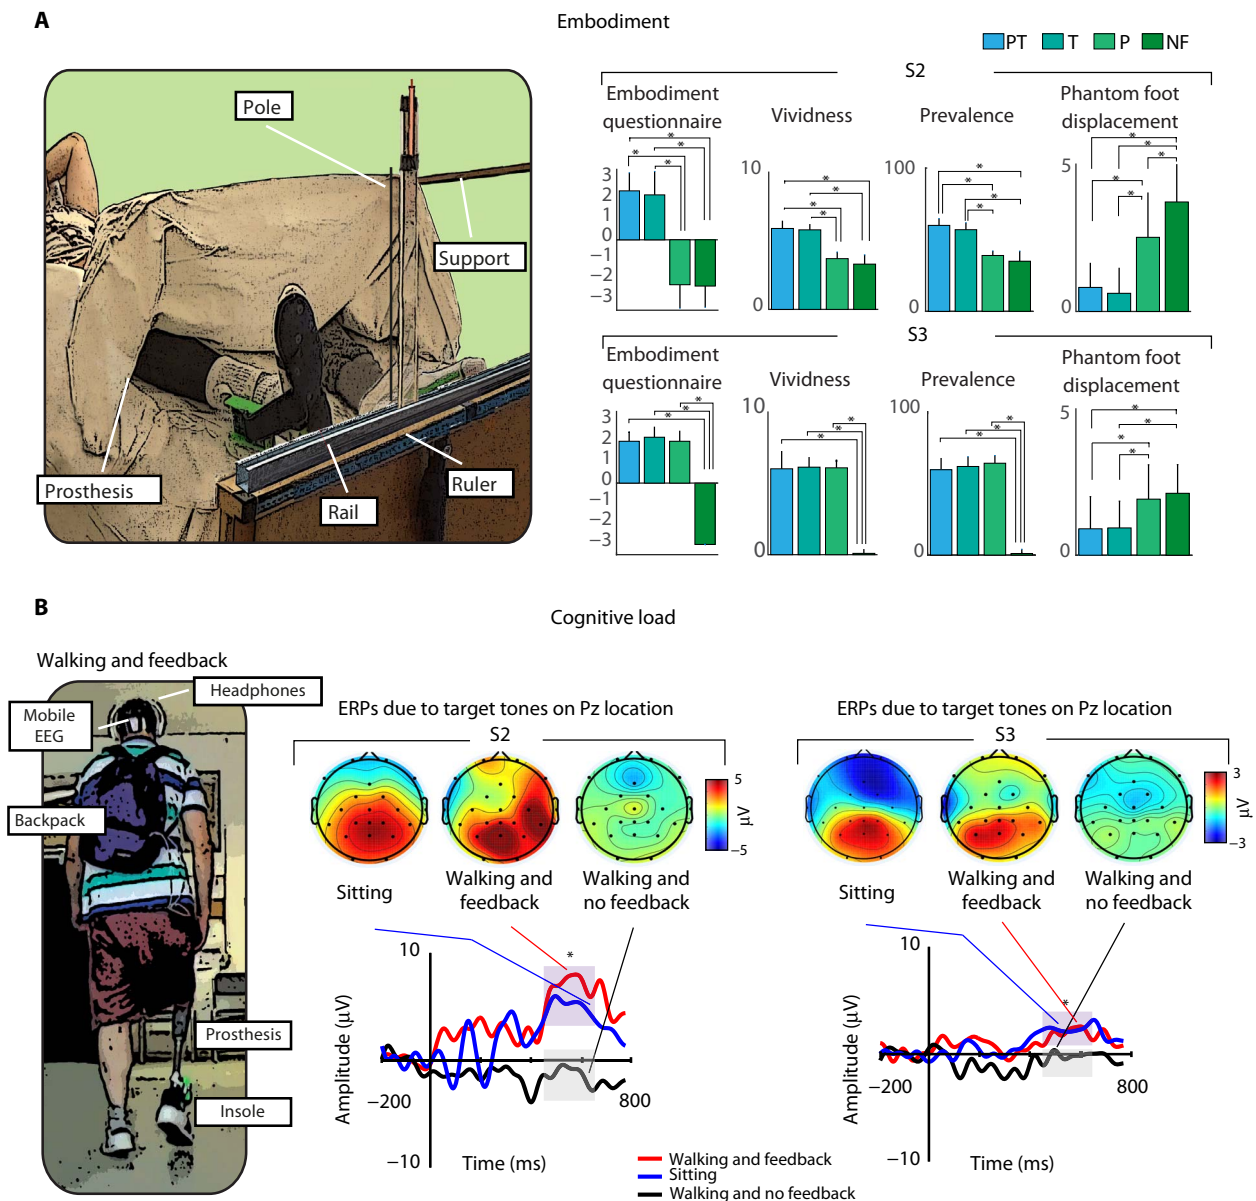 A
Embodiment
PT T P NF
S2
Embodiment
questionnaire
Vividness
Prevalence
Phantom foot
displacement
3
2
1
0
−1
−2
−3
10
0
100
0
5
0
* * * *
* * * *
* * * *
* * * * *
Pole
Support
Prosthesis
Rail
Ruler
S3
Embodiment
questionnaire
Vividness
Prevalence
Phantom foot
displacement
3
2
1
0
−1
−2
−3
10
0
100
0
5
0
* * *
* * *
* * *
* * * *
B
Cognitive load
Walking and feedback
Headphones
Mobile
EEG
Backpack
Prosthesis
Insole
ERPs due to target tones on Pz location
S2
5
μV
−5
Sitting
Walking and
feedback
Walking and
no feedback
10
*
Amplitude (μV)
−200
800
−10
Time (ms)
ERPs due to target tones on Pz location
S3
3
μV
−3
Sitting
Walking and
feedback
Walking and
no feedback
10
*
Amplitude (μV)
−200
800
−10
Time (ms)
Walking and feedback
Sitting
Walking and no feedback